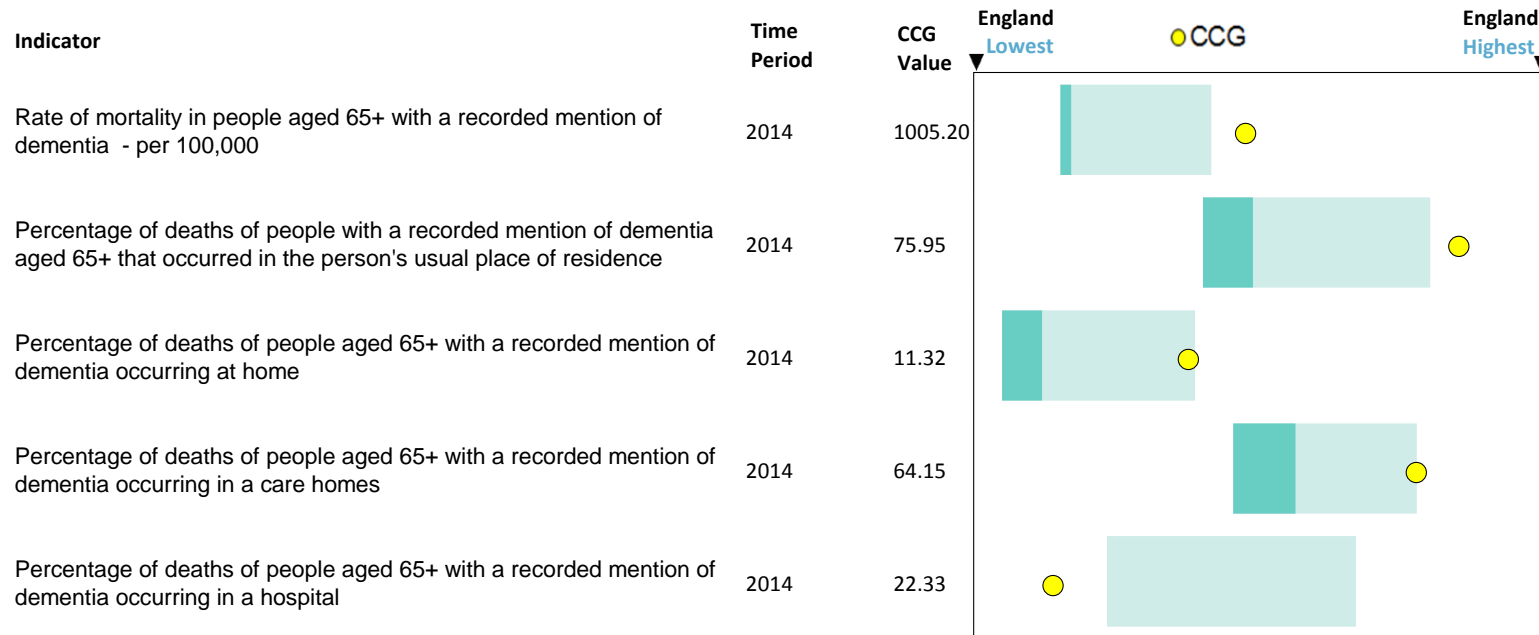 Indicator
Time Period
CCG Value
England Lowest
CCG
England Highest
Rate of mortality in people aged 65+ with a recorded mention of
dementia - per 100,000
2014
1005.20
Percentage of deaths of people with a recorded mention of dementia
aged 65+ that occurred in the person's usual place of residence
2014
75.95
Percentage of deaths of people aged 65+ with a recorded mention of
dementia occurring at home
2014
11.32
Percentage of deaths of people aged 65+ with a recorded mention of
dementia occurring in a care homes
2014
64.15
Percentage of deaths of people aged 65+ with a recorded mention of
dementia occurring in a hospital
2014
22.33